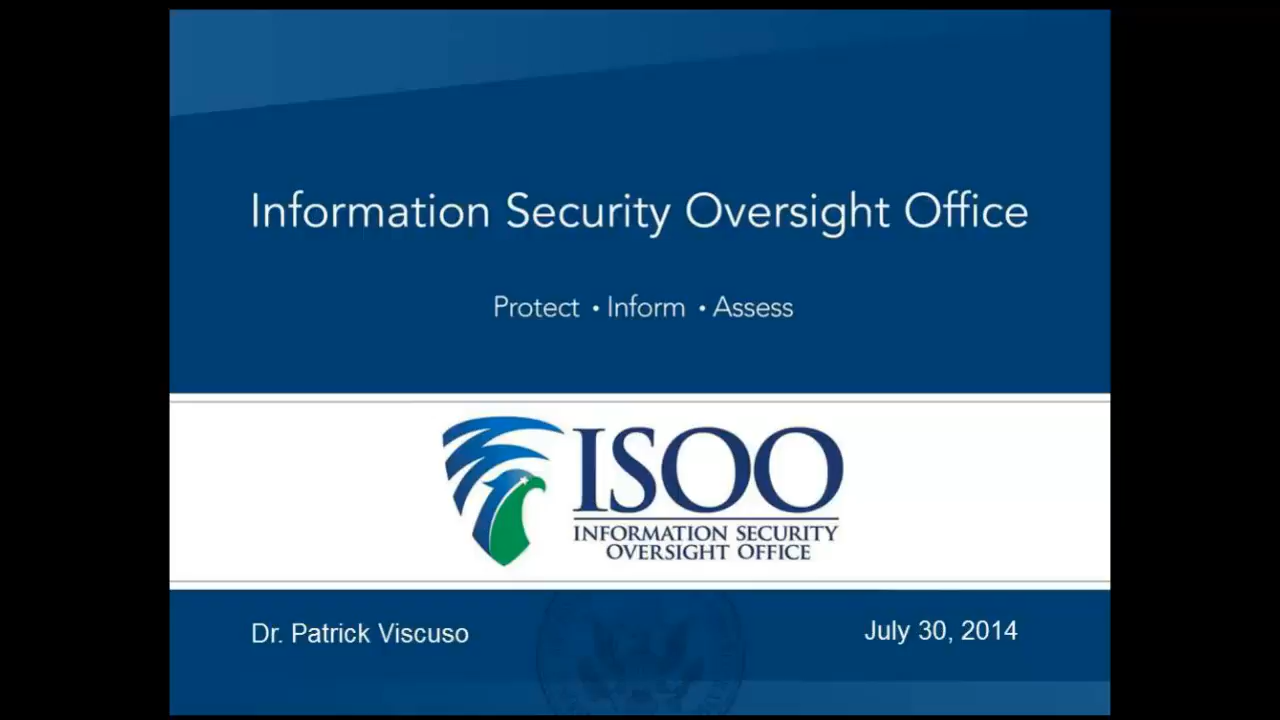 Information Security Oversight Office
Protect • Inform • Assess
ISOO
INFORMATION SECURITY
OVERSIGHT OFFICE
Dr. Patrick Viscuso
July 30, 2014